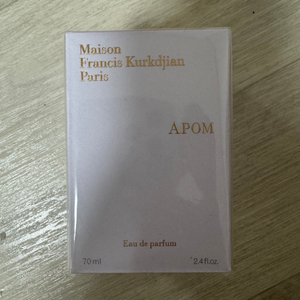 Maison
Francis Kurkdjian
Paris
APOM
Eau de parfum
70 ml 2.4 fl.oz.